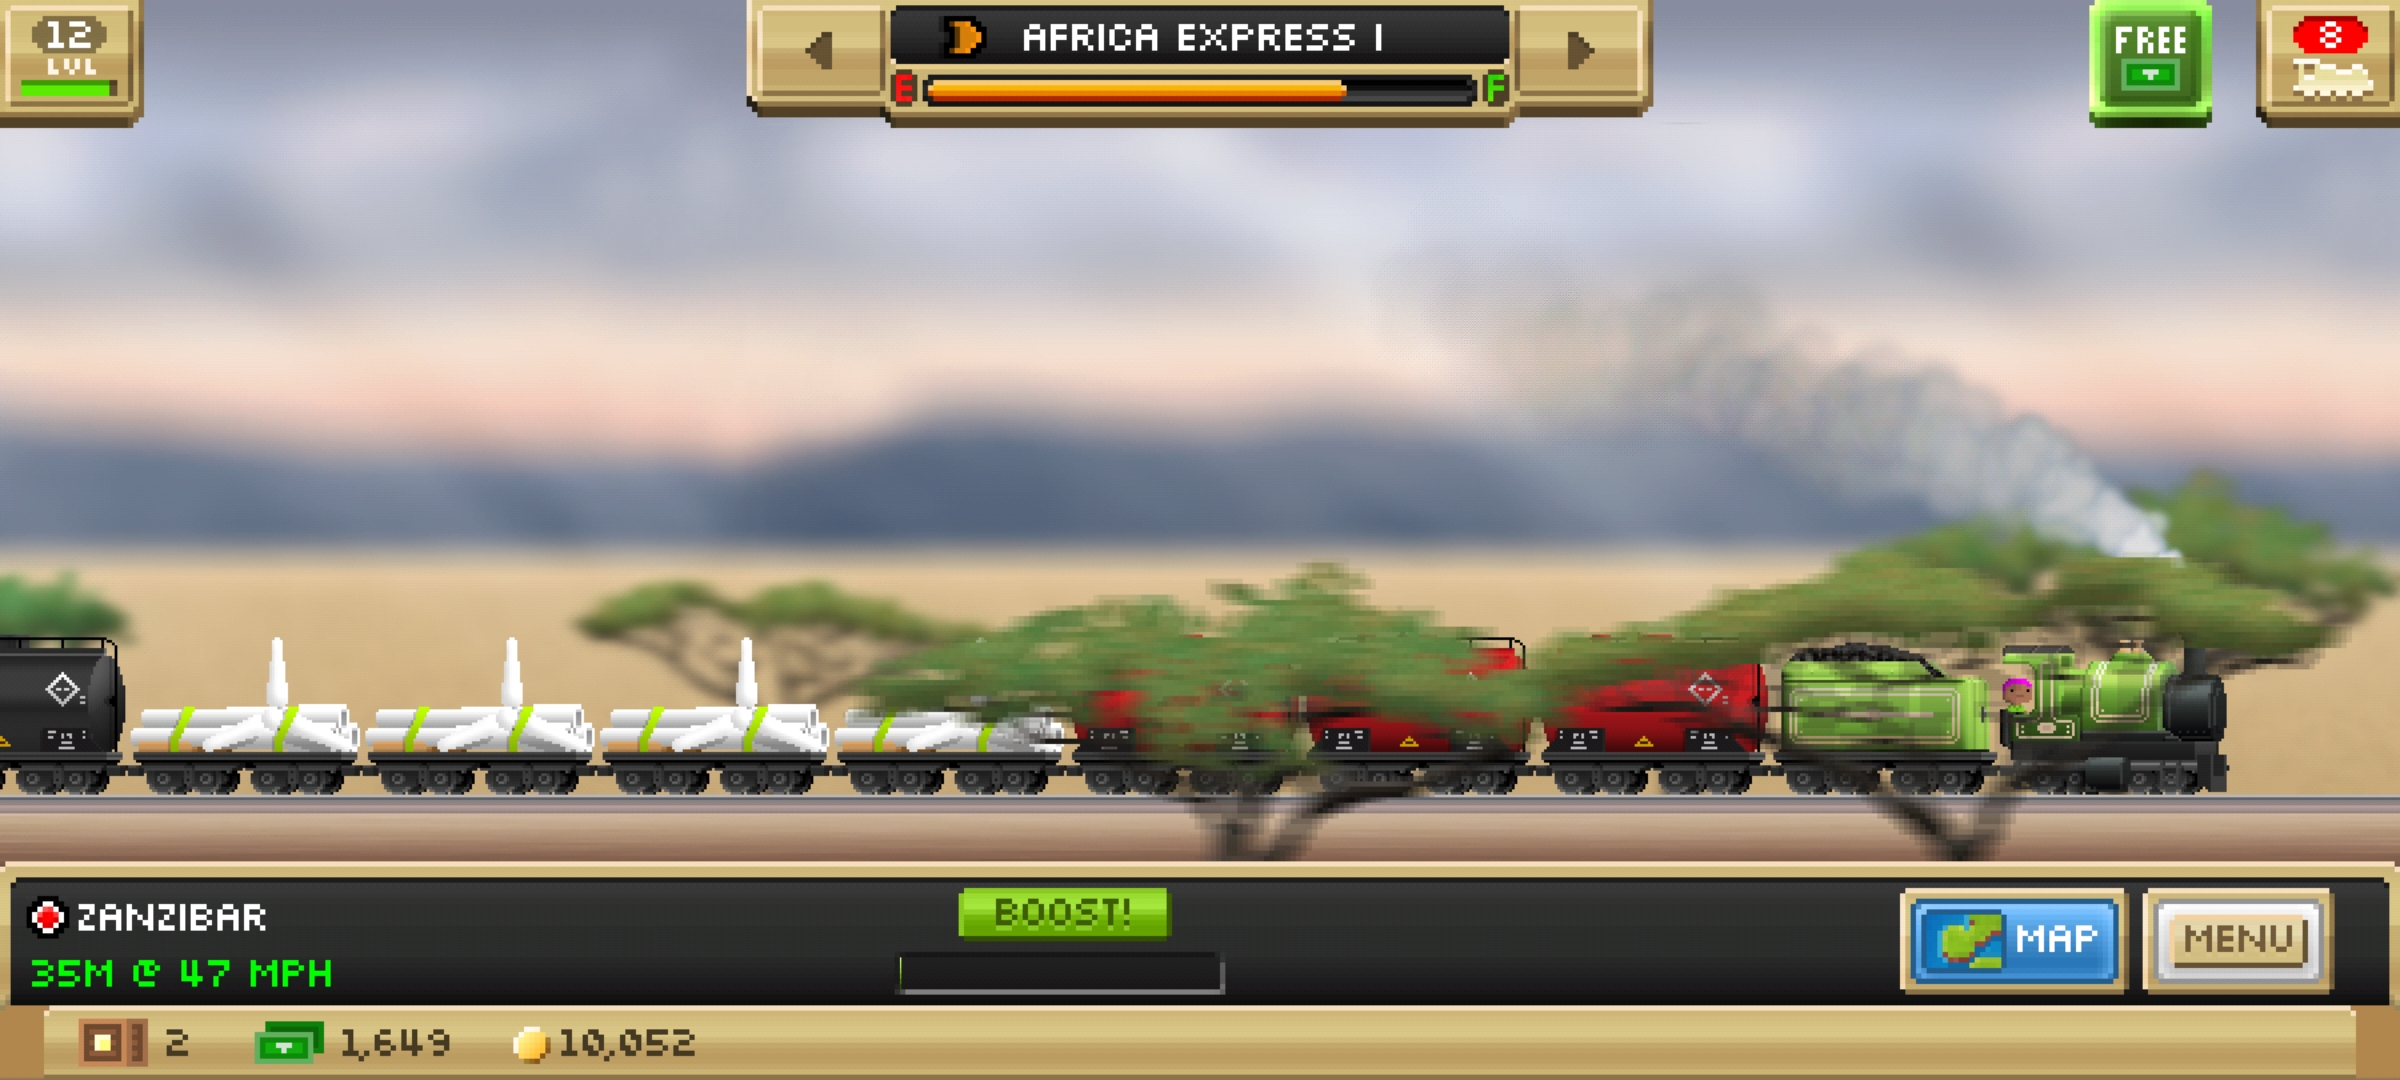 12
LVL
AFRICA EXPRESS I
E F
FREE
8
ZANZIBAR
35M @ 47 MPH
BOOST!
MAP
MENU
2 1,649 10,052